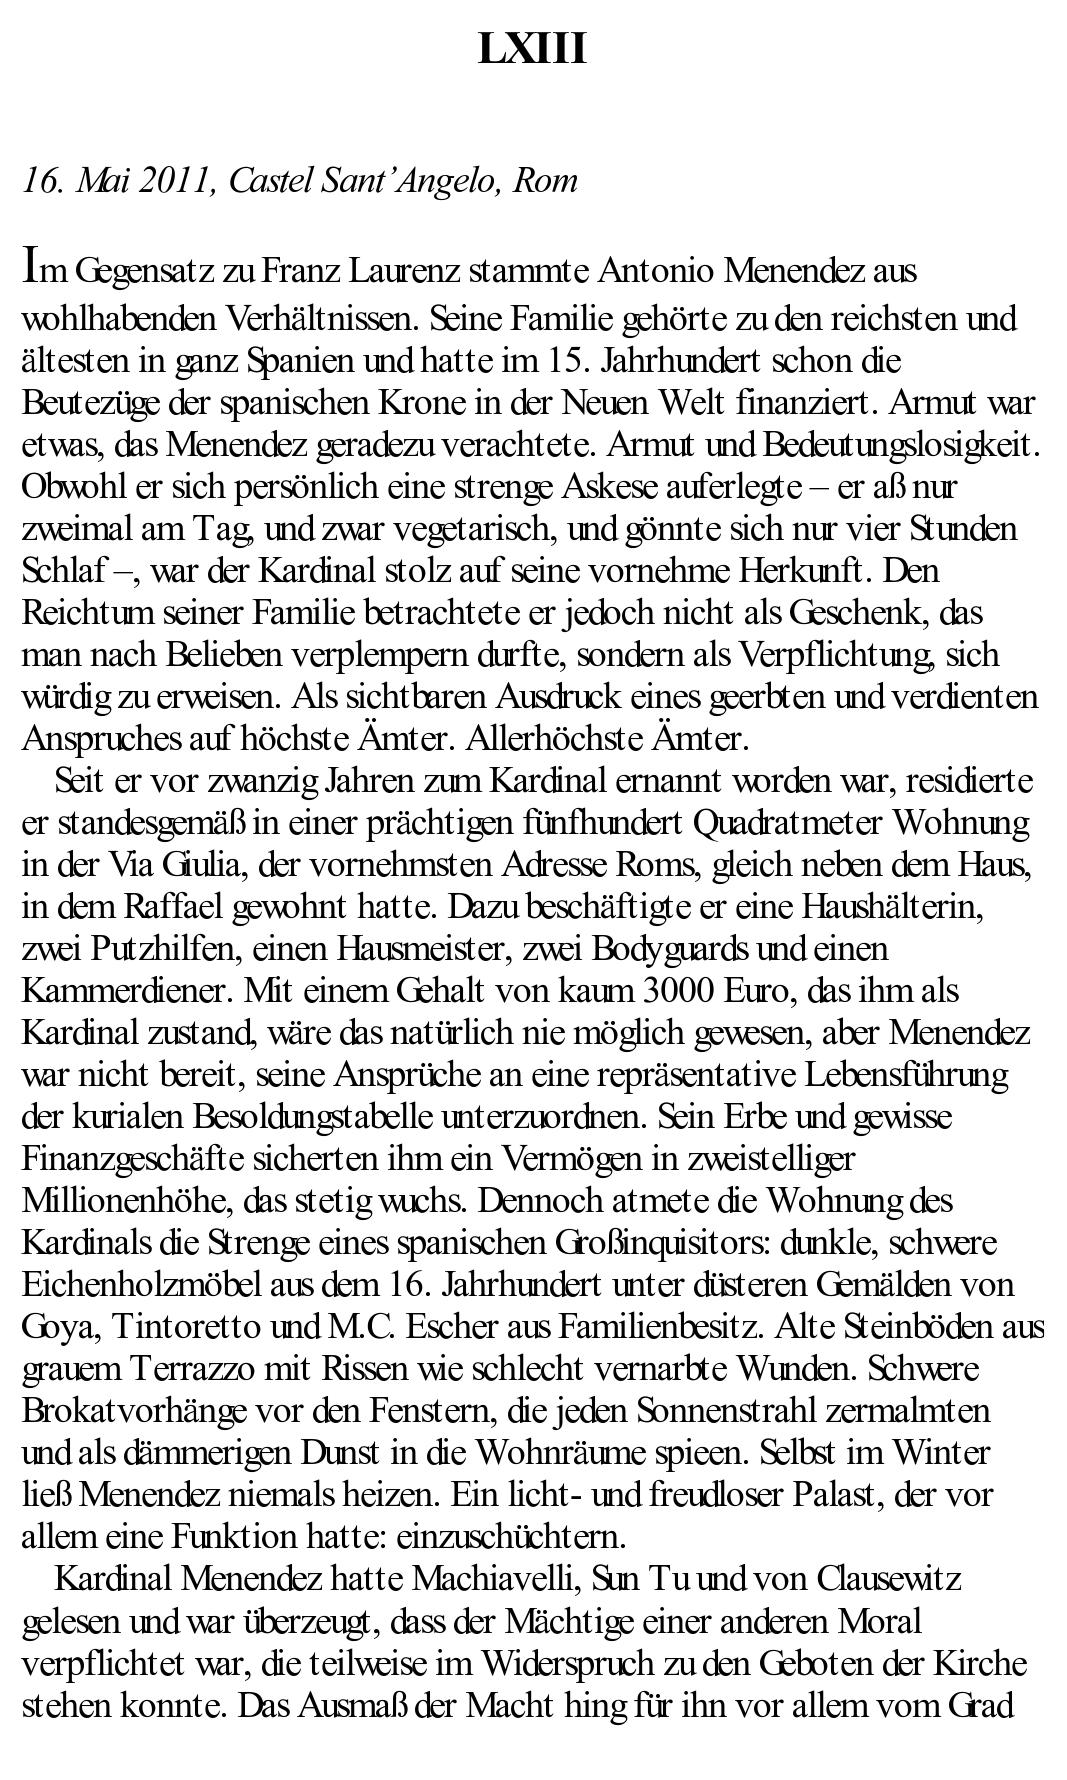 LXIII
16. Mai 2011, Castel Sant’Angelo, Rom
Im Gegensatz zu Franz Laurenz stammte Antonio Menendez aus
wohlhabenden Verhältnissen. Seine Familie gehörte zu den reichsten und
ältesten in ganz Spanien und hatte im 15. Jahrhundert schon die
Beutezüge der spanischen Krone in der Neuen Welt finanziert. Armut war
etwas, das Menendez geradezu verachtete. Armut und Bedeutungslosigkeit.
Obwohl er sich persönlich eine strenge Askese auferlegte – er aß nur
zweimal am Tag, und zwar vegetarisch, und gönnte sich nur vier Stunden
Schlaf –, war der Kardinal stolz auf seine vornehme Herkunft. Den
Reichtum seiner Familie betrachtete er jedoch nicht als Geschenk, das
man nach Belieben verplempern durfte, sondern als Verpflichtung, sich
würdig zu erweisen. Als sichtbaren Ausdruck eines geerbten und verdienten
Anspruches auf höchste Ämter. Allerhöchste Ämter.
Seit er vor zwanzig Jahren zum Kardinal ernannt worden war, residierte
er standesgemäß in einer prächtigen fünfhundert Quadratmeter Wohnung
in der Via Giulia, der vornehmsten Adresse Roms, gleich neben dem Haus,
in dem Raffael gewohnt hatte. Dazu beschäftigte er eine Haushälterin,
zwei Putzhilfen, einen Hausmeister, zwei Bodyguards und einen
Kammerdiener. Mit einem Gehalt von kaum 3000 Euro, das ihm als
Kardinal zustand, wäre das natürlich nie möglich gewesen, aber Menendez
war nicht bereit, seine Ansprüche an eine repräsentative Lebensführung
der kurialen Besoldungstabelle unterzuordnen. Sein Erbe und gewisse
Finanzgeschäfte sicherten ihm ein Vermögen in zweistelliger
Millionenhöhe, das stetig wuchs. Dennoch atmete die Wohnung des
Kardinals die Strenge eines spanischen Großinquisitors: dunkle, schwere
Eichenholzmöbel aus dem 16. Jahrhundert unter düsteren Gemälden von
Goya, Tintoretto und M.C. Escher aus Familienbesitz. Alte Steinböden aus
grauem Terrazzo mit Rissen wie schlecht vernarbte Wunden. Schwere
Brokatvorhänge vor den Fenstern, die jeden Sonnenstrahl zermalmten
und als dämmerigen Dunst in die Wohnräume spieen. Selbst im Winter
ließ Menendez niemals heizen. Ein licht- und freudloser Palast, der vor
allem eine Funktion hatte: einzuschüchtern.
Kardinal Menendez hatte Machiavelli, Sun Tu und von Clausewitz
gelesen und war überzeugt, dass der Mächtige einer anderen Moral
verpflichtet war, die teilweise im Widerspruch zu den Geboten der Kirche
stehen konnte. Das Ausmaß der Macht hing für ihn vor allem vom Grad